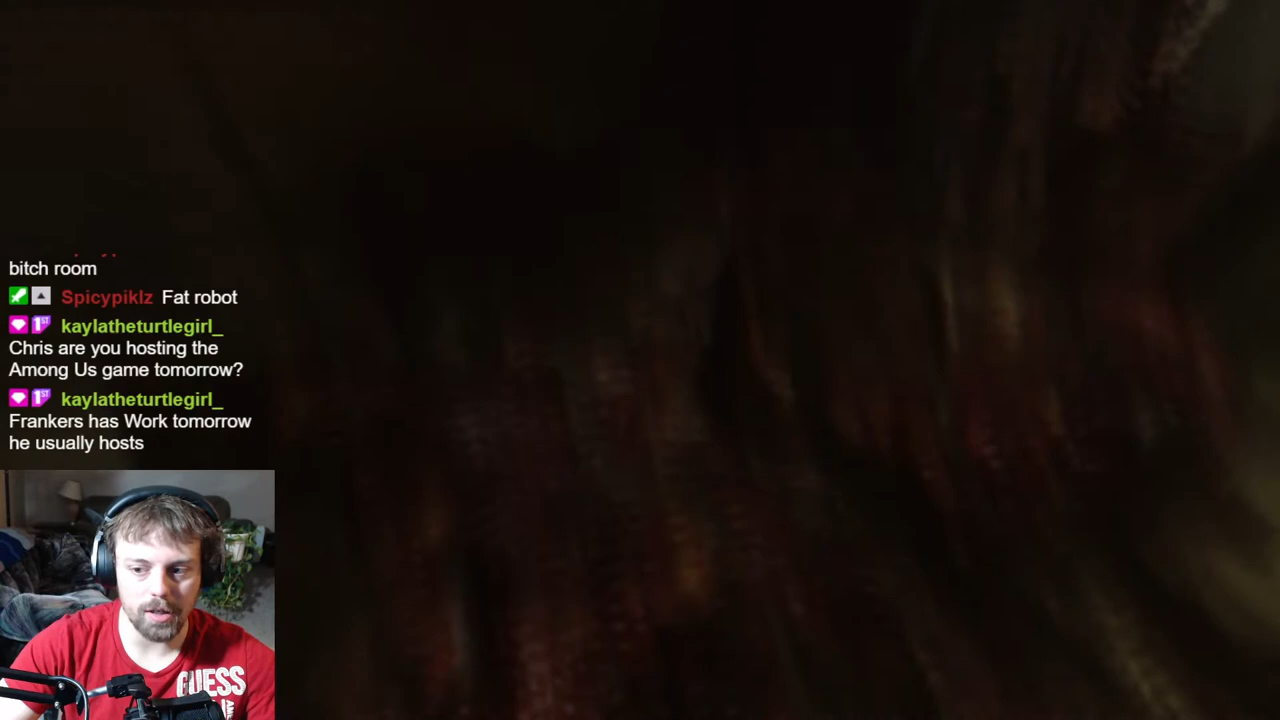 bitch room
Spicypiklz Fat robot
kaylatheturtlegirl_
Chris are you hosting the
Among Us game tomorrow?
kaylatheturtlegirl_
Frankers has Work tomorrow
he usually hosts
GUESS